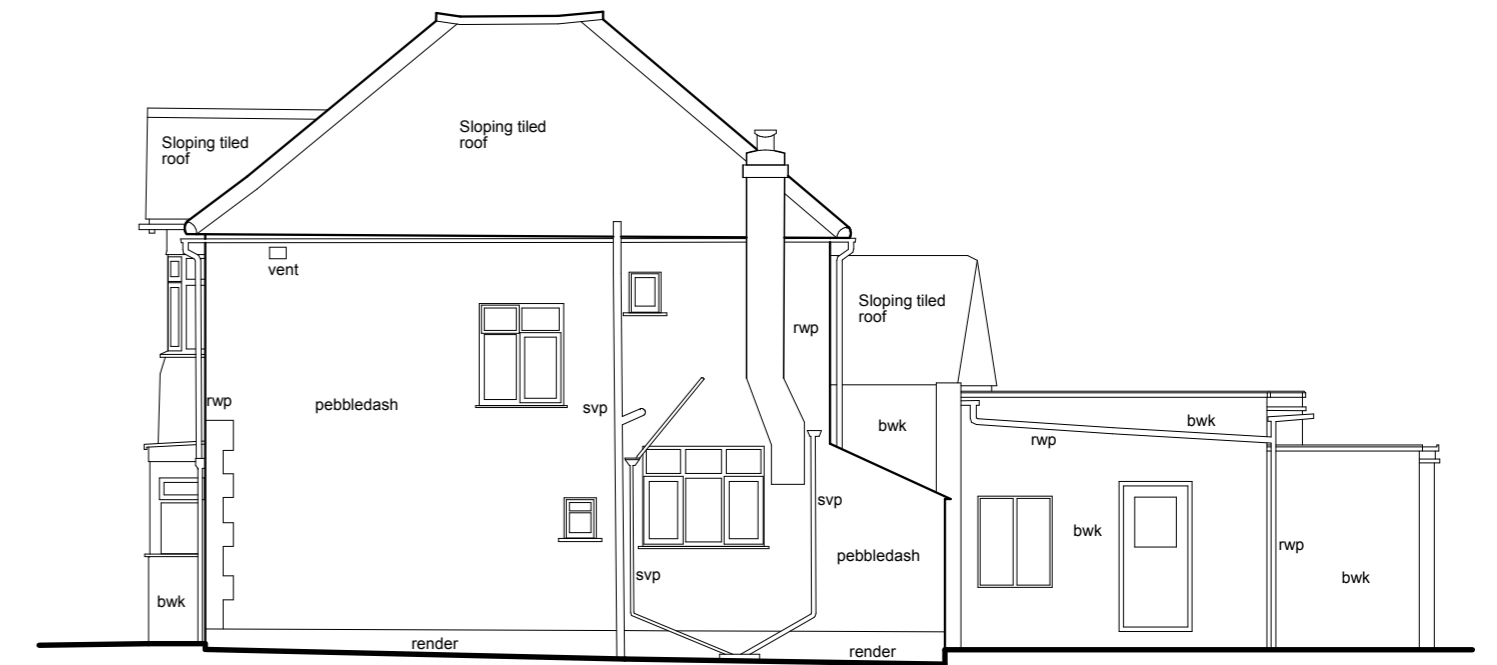 Sloping tiled
roof
Sloping tiled
roof
vent
Sloping tiled
roof
rwp
rwp
pebbledash
svp
bwk
bwk
rwp
svp
bwk
pebbledash
rwp
svp
bwk
bwk
render
render